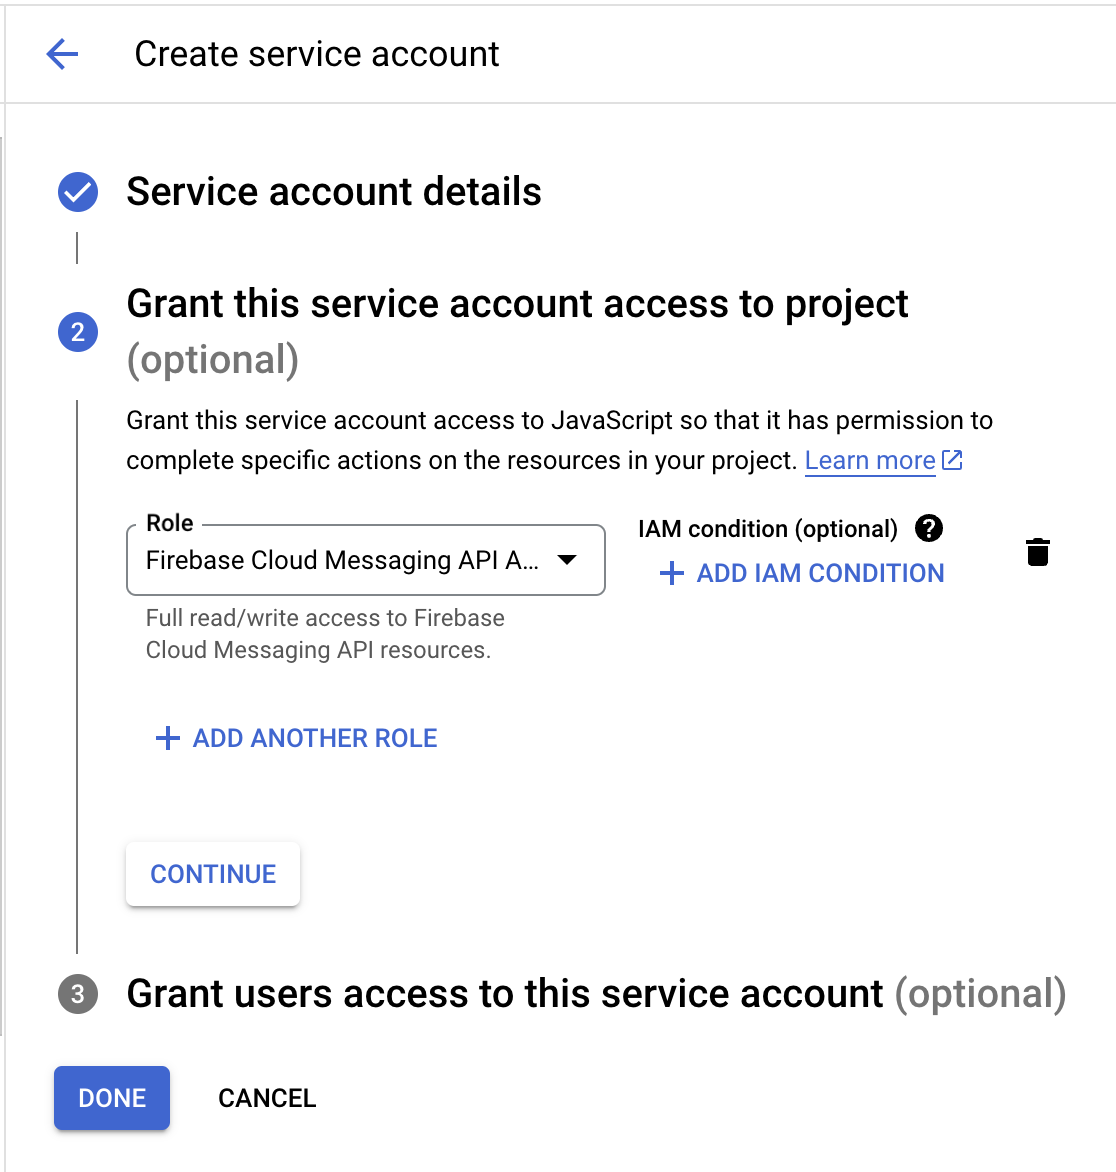 Create service account
Service account details
2
Grant this service account access to project
(optional)
Grant this service account access to JavaScript so that it has permission to
complete specific actions on the resources in your project. Learn more
Role
Firebase Cloud Messaging API A...
Full read/write access to Firebase
Cloud Messaging API resources.
IAM condition (optional) ?
+ ADD IAM CONDITION
+ ADD ANOTHER ROLE
CONTINUE
3
Grant users access to this service account (optional)
DONE
CANCEL